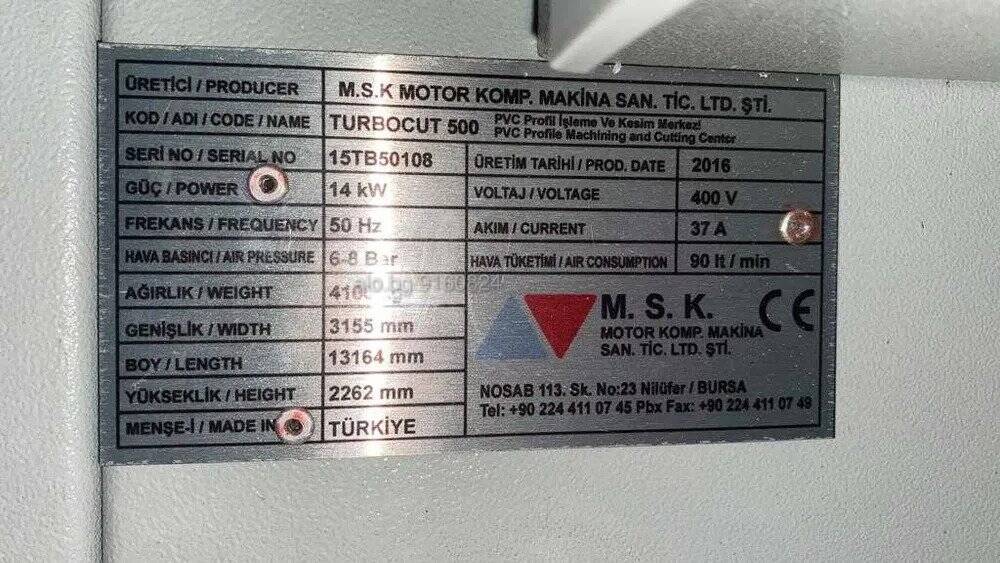 ÜRETİCİ / PRODUCER M.S.K MOTOR KOMP. MAKİNA SAN. TİC. LTD. ŞTİ.
KOD / ADI / CODE / NAME TURBOCUT 500 PVC Profil İşleme Ve Kesim Merkezi
PVC Profile Machining and Cutting Center
SERİ NO / SERIAL NO 15TB50108 ÜRETİM TARİHİ / PROD. DATE 2016
GÜÇ / POWER 14 kW VOLTAJ / VOLTAGE 400 V
FREKANS / FREQUENCY 50 Hz AKIM / CURRENT 37 A
HAVA BASINCI / AIR PRESSURE 6-8 Bar HAVA TÜKETİMİ / AIR CONSUMPTION 90 lt / min
AĞIRLIK / WEIGHT
GENİŞLİK / WIDTH 3155 mm
BOY / LENGTH 13164 mm
YÜKSEKLİK / HEIGHT 2262 mm
MENŞE-İ / MADE IN TÜRKİYE
M. S. K. CE
MOTOR KOMP. MAKİNA
SAN. TİC. LTD. ŞTİ.
NOSAB 113. Sk. No:23 Nilüfer / BURSA
Tel: +90 224 411 07 45 Pbx Fax: +90 224 411 07 49